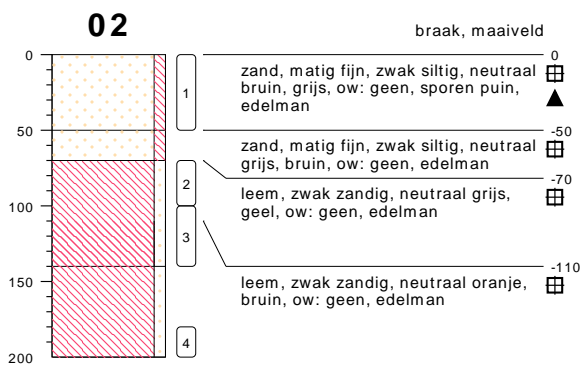 02
braak, maaiveld
0
0
zand, matig fijn, zwak siltig, neutraal
bruin, grijs, ow: geen, sporen puin,
edelman
1
50
-50
zand, matig fijn, zwak siltig, neutraal
grijs, bruin, ow: geen, edelman
-70
2
leem, zwak zandig, neutraal grijs,
geel, ow: geen, edelman
100
3
-110
leem, zwak zandig, neutraal oranje,
bruin, ow: geen, edelman
150
4
200